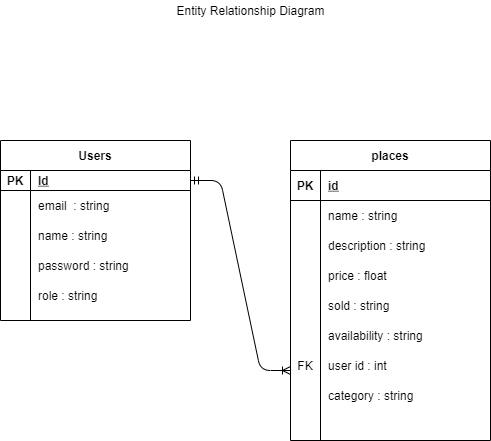 Entity Relationship Diagram
Users
PK Id
email : string
name : string
password : string
role : string
places
PK id
name : string
description : string
price : float
sold : string
availability : string
FK user id : int
category : string